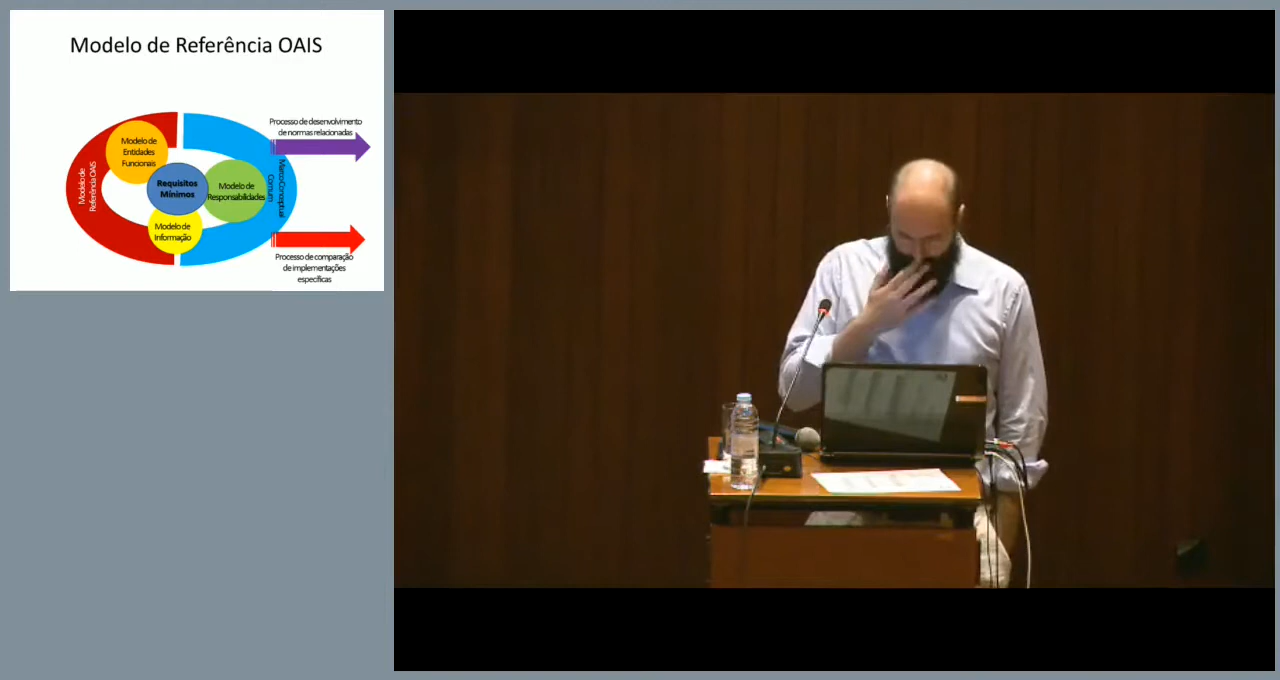 Modelo de Referência OAIS
Processo de desenvolvimento
de normas relacionadas
Modelo de
Entidades
Funcionais
Modelo de
Referência OAIS
Requisitos
Mínimos
Modelo de
Responsabilidades
Marco Conceptual
Comum
Modelo de
Informação
Processo de comparação
de implementações
específicas